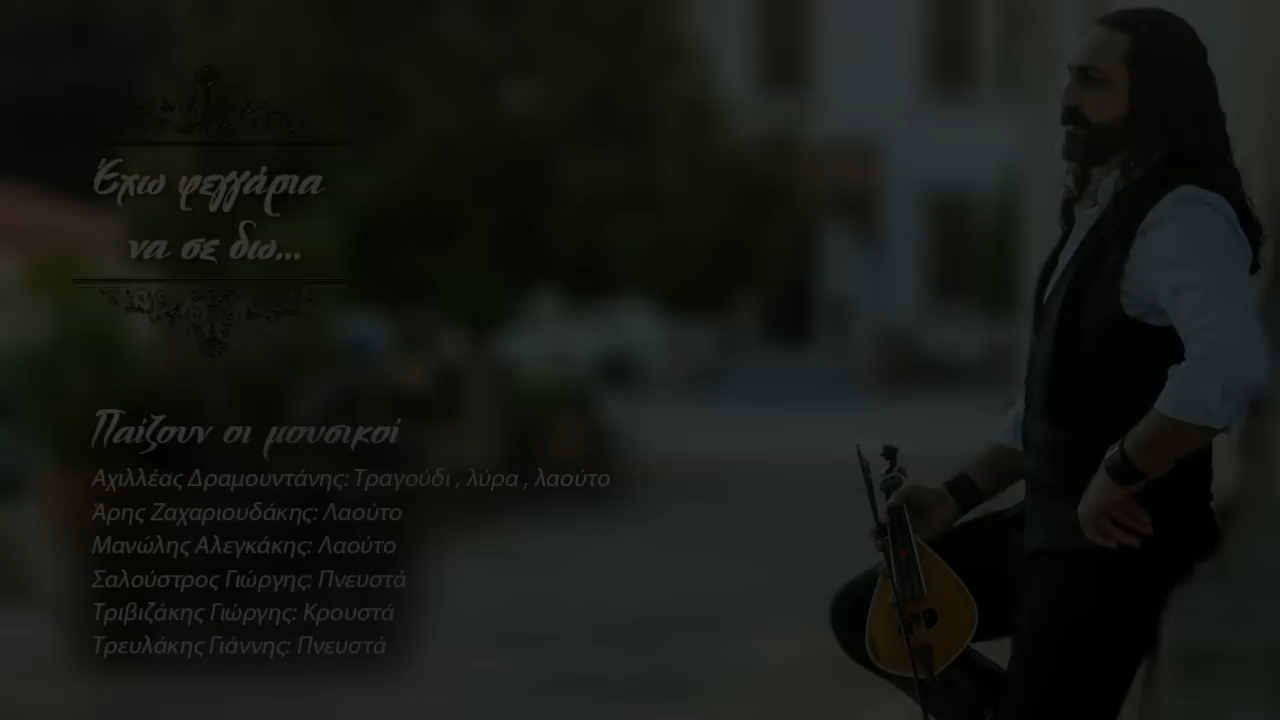 Έχω φεγγάρια
να σε δω...
Παίζουν οι μουσικοί
Αχιλλέας Δραμουντάνης: Τραγούδι , λύρα , λαούτο
Άρης Ζαχαριουδάκης: Λαούτο
Μανώλης Αλεγκάκης: Λαούτο
Σαλούστρος Γιώργης: Πνευστά
Τριβιζάκης Γιώργης: Κρουστά
Τρευλάκης Γιάννης: Πνευστά